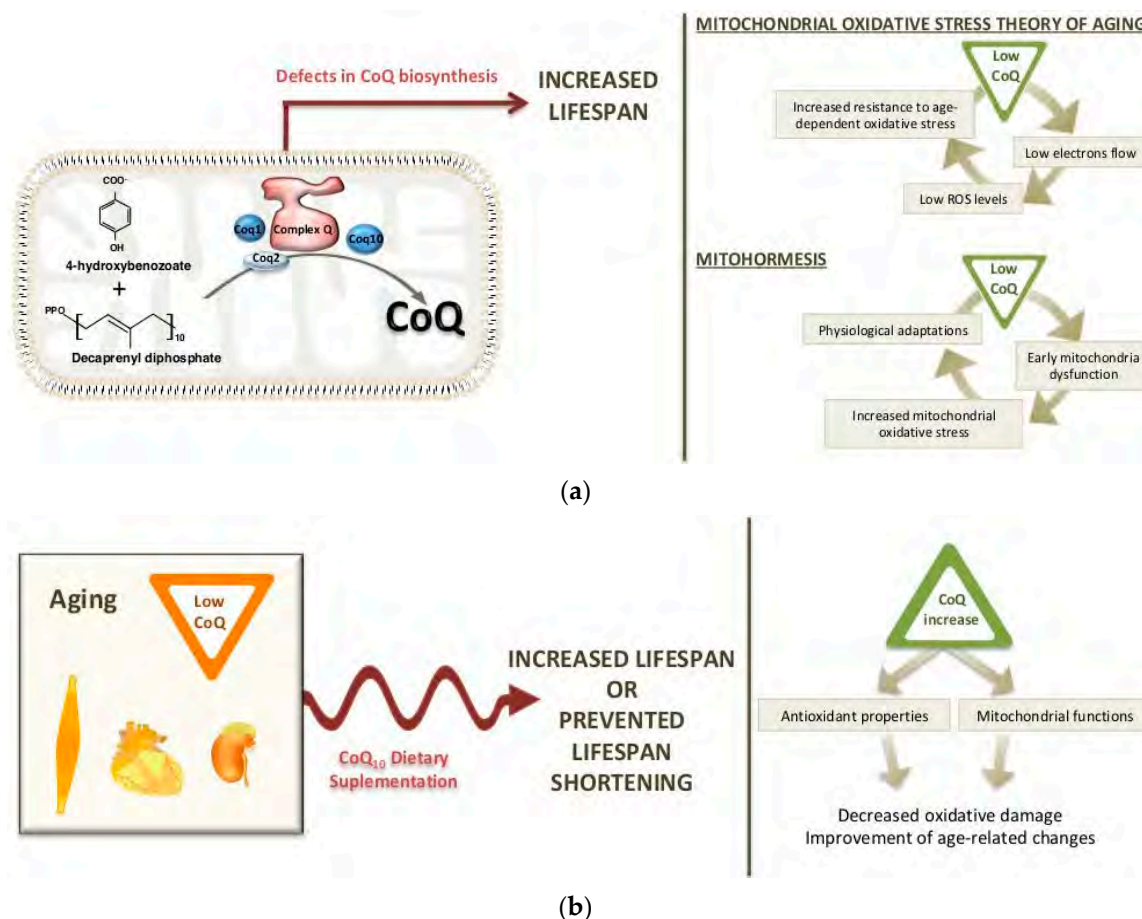 Defects in CoQ biosynthesis
INCREASED
LIFESPAN
COO⁻
OH
4-hydroxybenozoate
+
PPO
[ ]10
Decaprenyl diphosphate
Coq1
Complex Q
Coq10
Coq2
CoQ
MITOCHONDRIAL OXIDATIVE STRESS THEORY OF AGING
Low
CoQ
Increased resistance to age-
dependent oxidative stress
Low electrons flow
Low ROS levels
MITOHORMESIS
Low
CoQ
Physiological adaptations
Early mitochondria
dysfunction
Increased mitochondrial
oxidative stress
(a)
Aging
Low
CoQ
CoQ₁₀ Dietary
Suplementation
INCREASED LIFESPAN
OR
PREVENTED
LIFESPAN
SHORTENING
CoQ
increase
Antioxidant properties
Mitochondrial functions
Decreased oxidative damage
Improvement of age-related changes
(b)